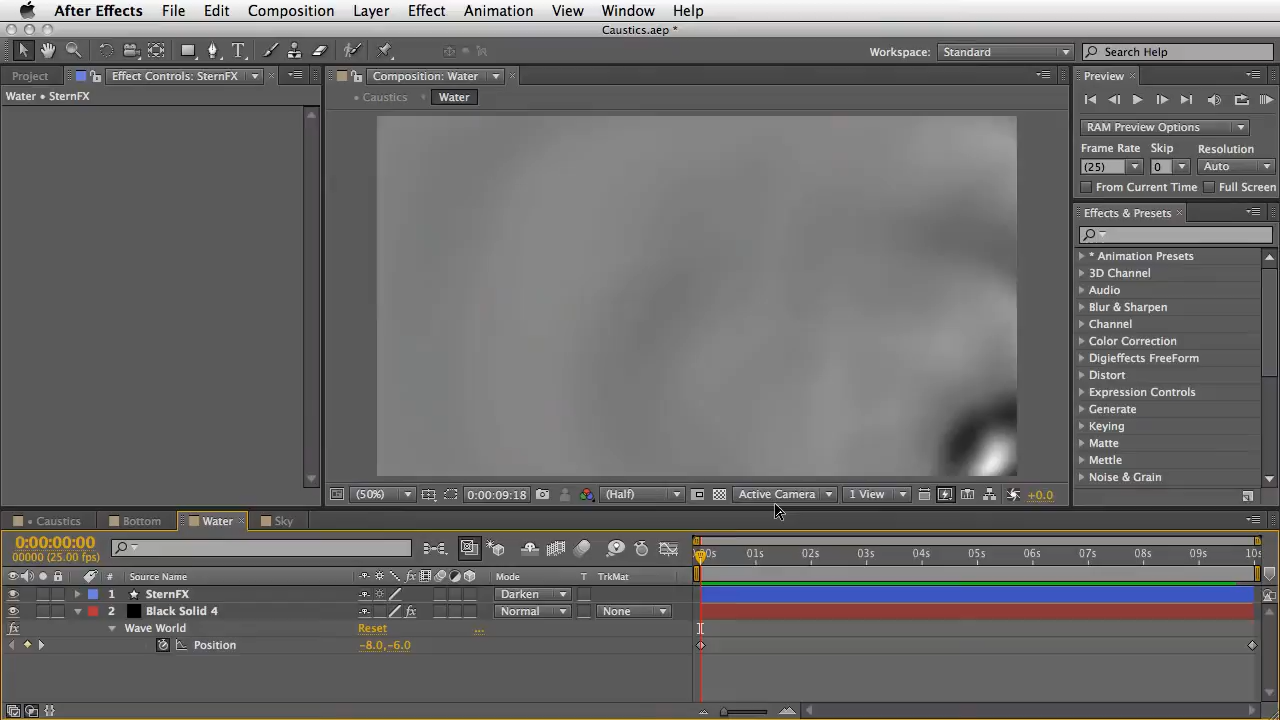 After Effects File Edit Composition Layer Effect Animation View Window Help
Caustics.aep *
Workspace: Standard Search Help
Project Effect Controls: SternFX Composition: Water Preview
Water • SternFX
Caustics Water
RAM Preview Options
Frame Rate Skip Resolution
(25) 0 Auto
From Current Time Full Screen
Effects & Presets
* Animation Presets
3D Channel
Audio
Blur & Sharpen
Channel
Color Correction
Digieffects FreeForm
Distort
Expression Controls
Generate
Keying
Matte
Mettle
Noise & Grain
(50%) 0:00:09:18 (Half) Active Camera 1 View +0.0
Caustics Bottom Water Sky
0:00:00:00
00000 (25.00 fps)
00s 01s 02s 03s 04s 05s 06s 07s 08s 09s 10s
# Source Name Mode T TrkMat
1 SternFX Darken
2 Black Solid 4 Normal None
fx Wave World Reset ...
Position -8.0,-6.0